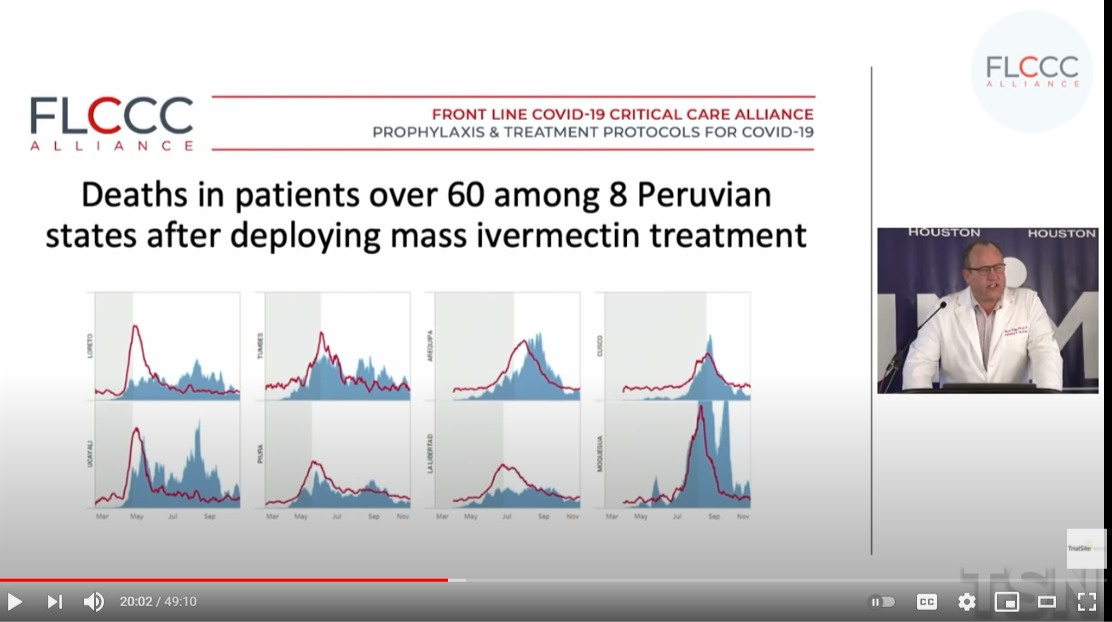 FLCCC
ALLIANCE
FRONT LINE COVID-19 CRITICAL CARE ALLIANCE
PROPHYLAXIS & TREATMENT PROTOCOLS FOR COVID-19
FLCCC
ALLIANCE
Deaths in patients over 60 among 8 Peruvian
states after deploying mass ivermectin treatment
HOUSTON HOUSTON
LORETO
TUMBES
AREQUIPA
CUSCO
UCAYALI
PIURA
LA LIBERTAD
MOQUEGUA
Mar May Jul Sep
Mar May Jul Sep Nov
Mar May Jul Sep Nov
Mar May Jul Sep Nov
TrialSite
TSN
20:02 / 49:10
CC